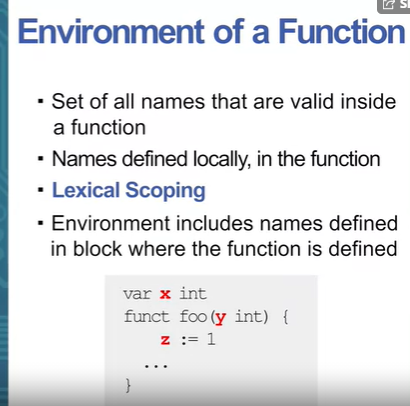 Environment of a Function
▪ Set of all names that are valid inside
a function
▪ Names defined locally, in the function
▪ Lexical Scoping
▪ Environment includes names defined
in block where the function is defined
var x int
funct foo(y int) {
z := 1
...
}